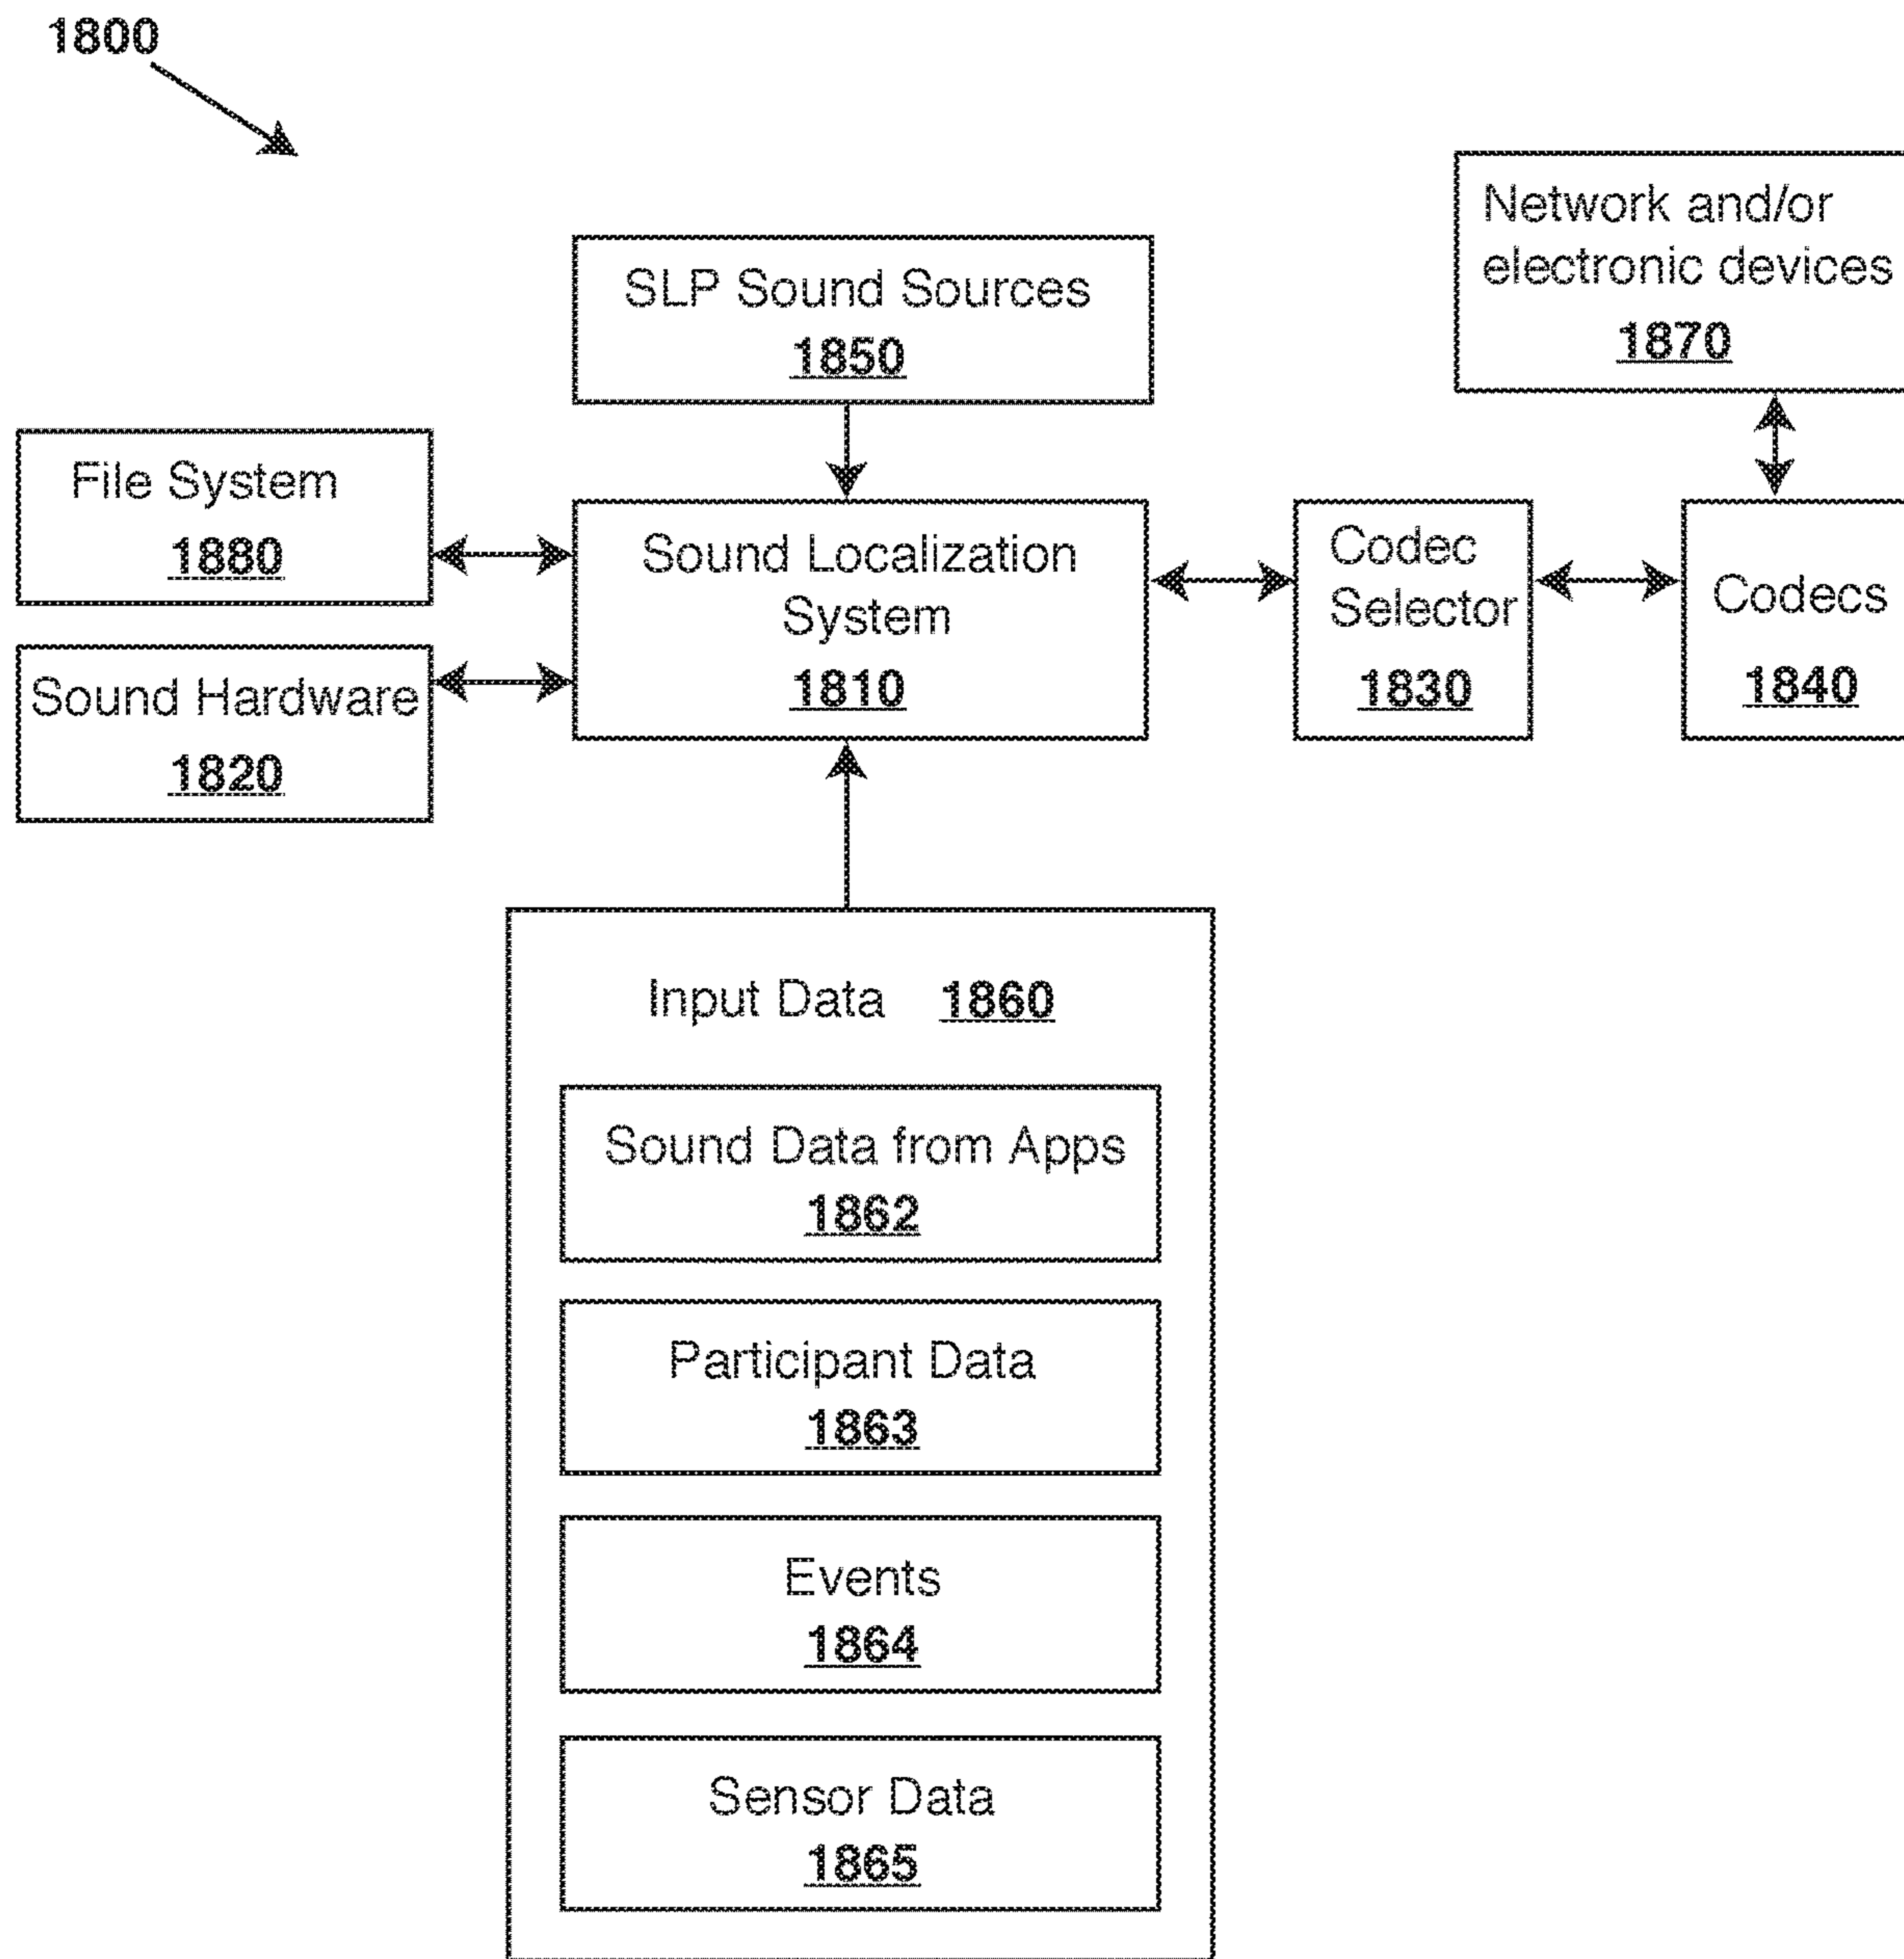 1800
Network and/or
electronic devices
1870
SLP Sound Sources
1850
File System
1880
Sound Localization
System
1810
Codec
Selector
1830
Codecs
1840
Sound Hardware
1820
Input Data 1860
Sound Data from Apps
1862
Participant Data
1863
Events
1864
Sensor Data
1865